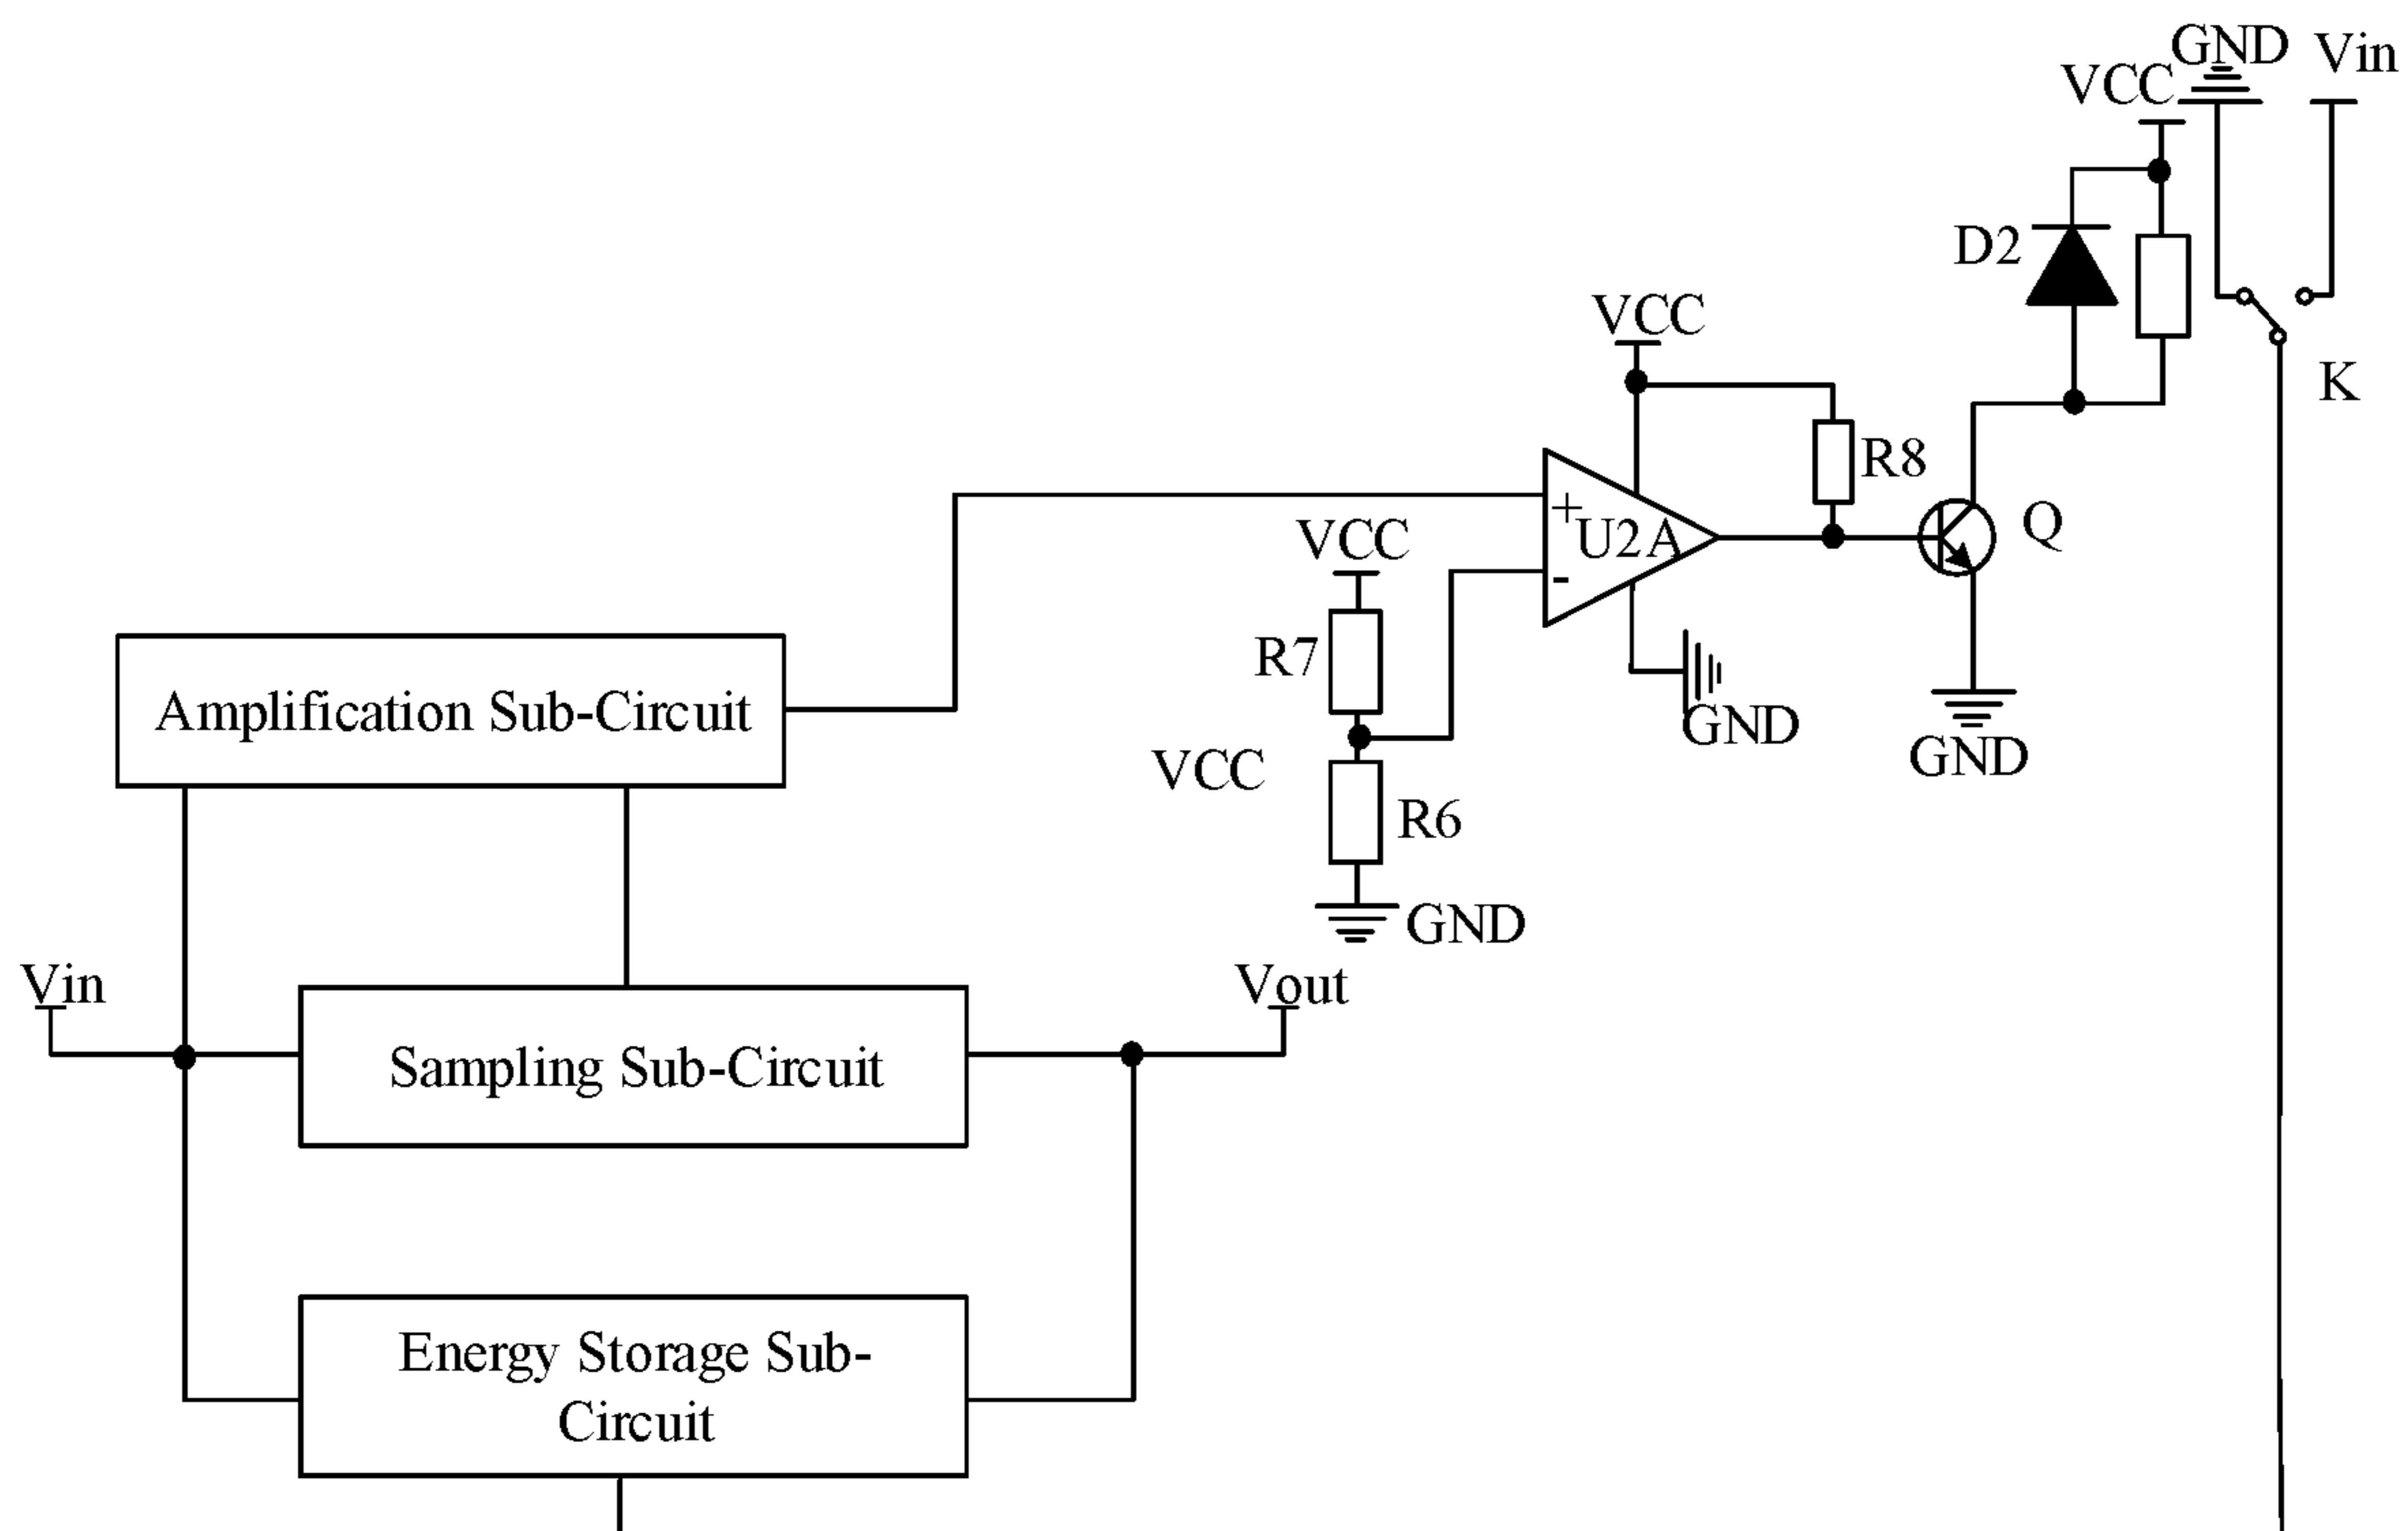 GND
Vin
VCC
D2
VCC
K
R8
+
U2A
Q
VCC
-
R7
Amplification Sub-Circuit
GND
GND
VCC
R6
GND
Vin
Vout
Sampling Sub-Circuit
Energy Storage Sub-
Circuit